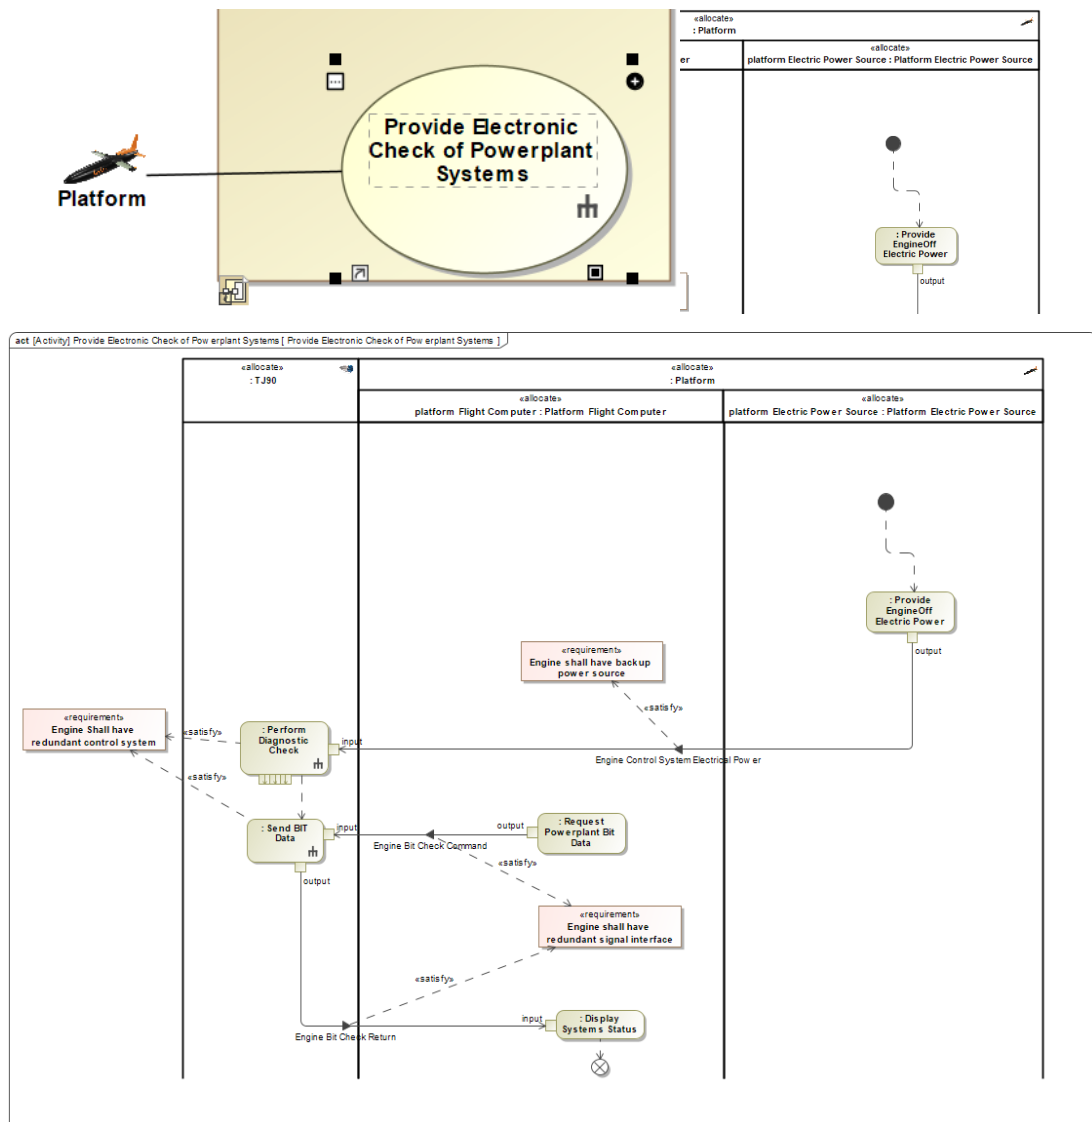 Provide Electronic
Check of Powerplant
Systems
Platform
«allocate»
: Platform
er
«allocate»
platform Electric Power Source : Platform Electric Power Source
: Provide
EngineOff
Electric Power
output
act [Activity] Provide Electronic Check of Powerplant Systems [ Provide Electronic Check of Powerplant Systems ]
«allocate»
: TJ90
«allocate»
: Platform
«allocate»
platform Flight Computer : Platform Flight Computer
«allocate»
platform Electric Power Source : Platform Electric Power Source
: Provide
EngineOff
Electric Power
output
«requirement»
Engine shall have backup
power source
«satisfy»
«requirement»
Engine Shall have
redundant control system
«satisfy»
: Perform
Diagnostic
Check
input
Engine Control System Electrical Power
«satisfy»
: Send BIT
Data
input
output
Engine Bit Check Command
output
: Request
Powerplant Bit
Data
«satisfy»
«requirement»
Engine shall have
redundant signal interface
«satisfy»
Engine Bit Check Return
input
: Display
Systems Status